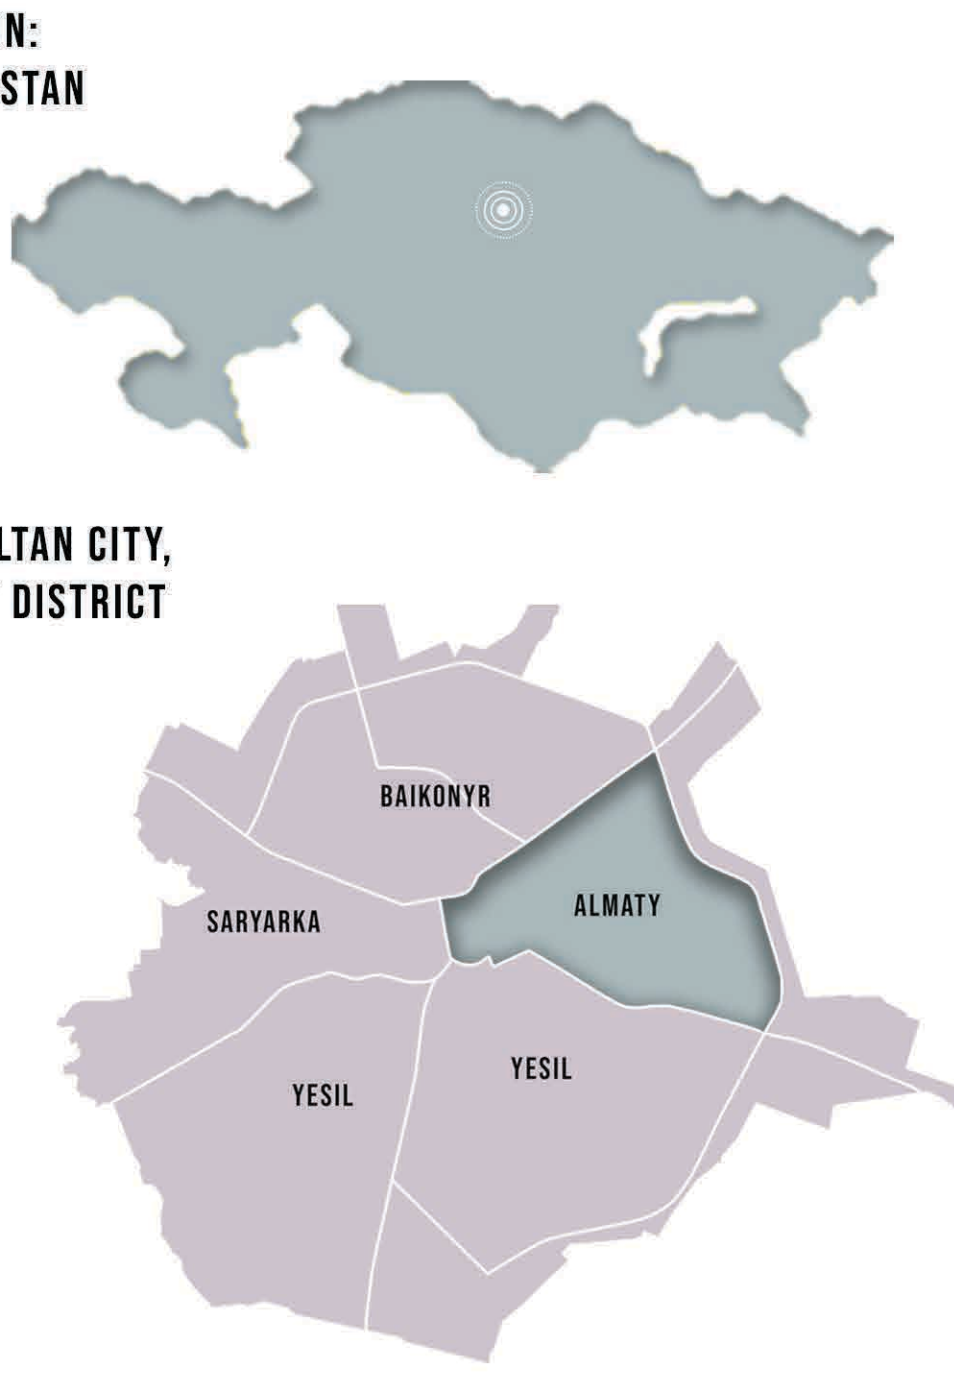 N:
STAN
LTAN CITY,
DISTRICT
BAIKONYR
ALMATY
SARYARKA
YESIL
YESIL